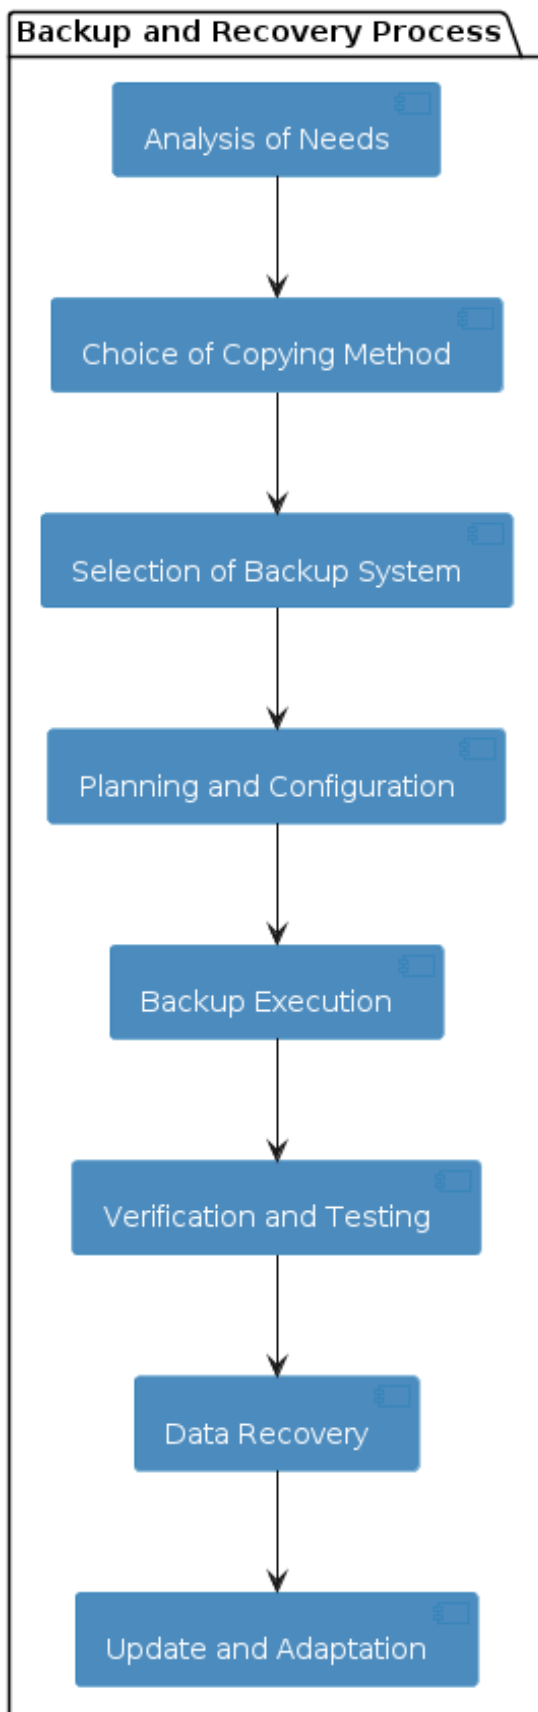 Backup and Recovery Process
Analysis of Needs
Choice of Copying Method
Selection of Backup System
Planning and Configuration
Backup Execution
Verification and Testing
Data Recovery
Update and Adaptation